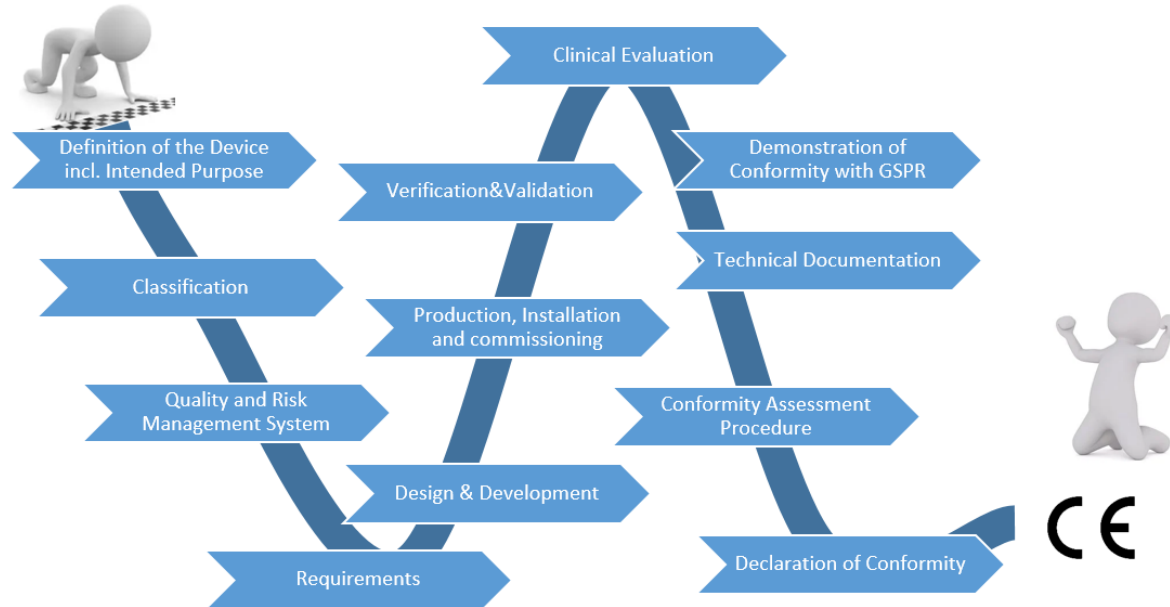 Definition of the Device
incl. Intended Purpose
Classification
Quality and Risk
Management System
Requirements
Design & Development
Production, Installation
and commissioning
Verification&Validation
Clinical Evaluation
Demonstration of
Conformity with GSPR
Technical Documentation
Conformity Assessment
Procedure
Declaration of Conformity
CE